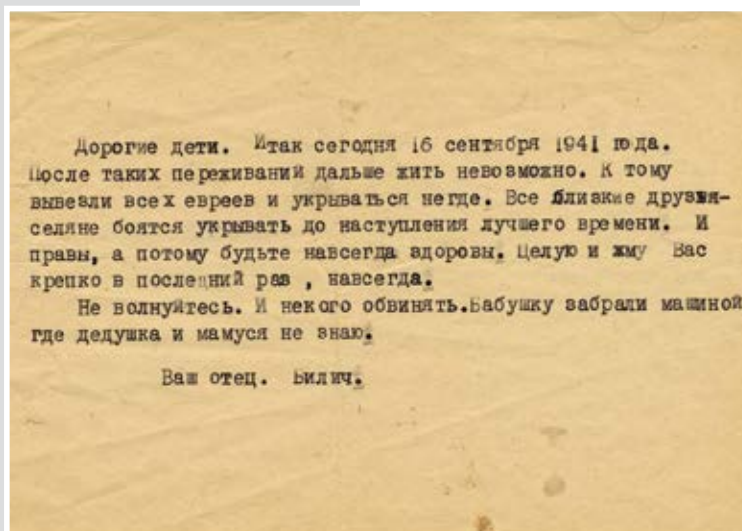 Дорогие дети. Итак сегодня 16 сентября 1941 года.
После таких переживаний дальше жить невозможно. К тому
вывезли всех евреев и укрываться негде. Все близкие друзья-
селяне боятся укрывать до наступления лучшего времени. И
правы, а потому будьте навсегда здоровы. Целую и жму Вас
крепко в последний раз , навсегда.
Не волнуйтесь. И некого обвинять.Бабушку забрали машиной
где дедушка и мамуся не знаю.
Ваш отец. Билич.